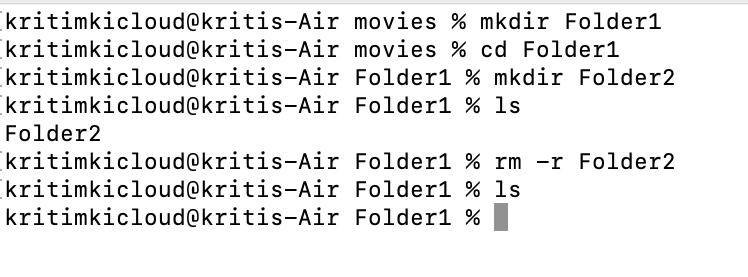 kritimkicloud@kritis-Air movies % mkdir Folder1
kritimkicloud@kritis-Air movies % cd Folder1
kritimkicloud@kritis-Air Folder1 % mkdir Folder2
kritimkicloud@kritis-Air Folder1 % ls
Folder2
kritimkicloud@kritis-Air Folder1 % rm -r Folder2
kritimkicloud@kritis-Air Folder1 % ls
kritimkicloud@kritis-Air Folder1 %